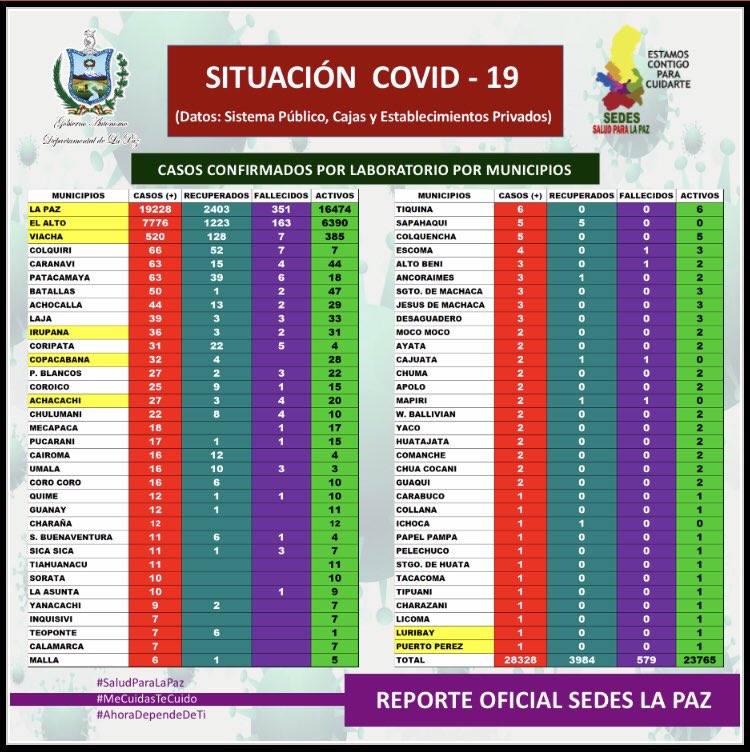 SITUACIÓN COVID - 19
(Datos: Sistema Público, Cajas y Establecimientos Privados)
Gobierno Autónomo
Departamental de La Paz
ESTAMOS
CONTIGO
PARA
CUIDARTE
SEDES
SALUD PARA LA PAZ
CASOS CONFIRMADOS POR LABORATORIO POR MUNICIPIOS
MUNICIPIOS CASOS (+) RECUPERADOS FALLECIDOS ACTIVOS
LA PAZ 19228 2403 351 16474
EL ALTO 7776 1223 163 6390
VIACHA 520 128 7 385
COLQUIRI 66 52 7 7
CARANAVI 63 15 4 44
PATACAMAYA 63 39 6 18
BATALLAS 50 1 2 47
ACHOCALLA 44 13 2 29
LAJA 39 3 3 33
IRUPANA 36 3 2 31
CORIPATA 31 22 5 4
COPACABANA 32 4 28
P. BLANCOS 27 2 3 22
COROICO 25 9 1 15
ACHACACHI 27 3 4 20
CHULUMANI 22 8 4 10
MECAPACA 18 1 17
PUCARANI 17 1 1 15
CAIROMA 16 12 4
UMALA 16 10 3 3
CORO CORO 16 6 10
QUIME 12 1 1 10
GUANAY 12 1 11
CHARAÑA 12 12
S. BUENAVENTURA 11 6 1 4
SICA SICA 11 1 3 7
TIAHUANACU 11 11
SORATA 10 10
LA ASUNTA 10 1 9
YANACACHI 9 2 7
INQUISIVI 7 7
TEOPONTE 7 6 1
CALAMARCA 7 7
MALLA 6 1 5
MUNICIPIOS CASOS (+) RECUPERADOS FALLECIDOS ACTIVOS
TIQUINA 6 0 0 6
SAPAHAQUI 5 5 0 0
COLQUENCHA 5 0 0 5
ESCOMA 4 0 1 3
ALTO BENI 3 0 1 2
ANCORAIMES 3 1 0 2
SGTO. DE MACHACA 3 0 0 3
JESUS DE MACHACA 3 0 0 3
DESAGUADERO 3 0 0 3
MOCO MOCO 2 0 0 2
AYATA 2 0 0 2
CAJUATA 2 1 1 0
CHUMA 2 0 0 2
APOLO 2 0 0 2
MAPIRI 2 1 1 0
W. BALLIVIAN 2 0 0 2
YACO 2 0 0 2
HUATAJATA 2 0 0 2
COMANCHE 2 0 0 2
CHUA COCANI 2 0 0 2
GUAQUI 2 0 0 2
CARABUCO 1 0 0 1
COLLANA 1 0 0 1
ICHOCA 1 1 0 0
PAPEL PAMPA 1 0 0 1
PELECHUCO 1 0 0 1
STGO. DE HUATA 1 0 0 1
TACACOMA 1 0 0 1
TIPUANI 1 0 0 1
CHARAZANI 1 0 0 1
LICOMA 1 0 0 1
LURIBAY 1 0 0 1
PUERTO PEREZ 1 0 0 1
TOTAL 28328 3984 579 23765
#SaludParaLaPaz
#MeCuidasTeCuido
#AhoraDependeDeTi
REPORTE OFICIAL SEDES LA PAZ